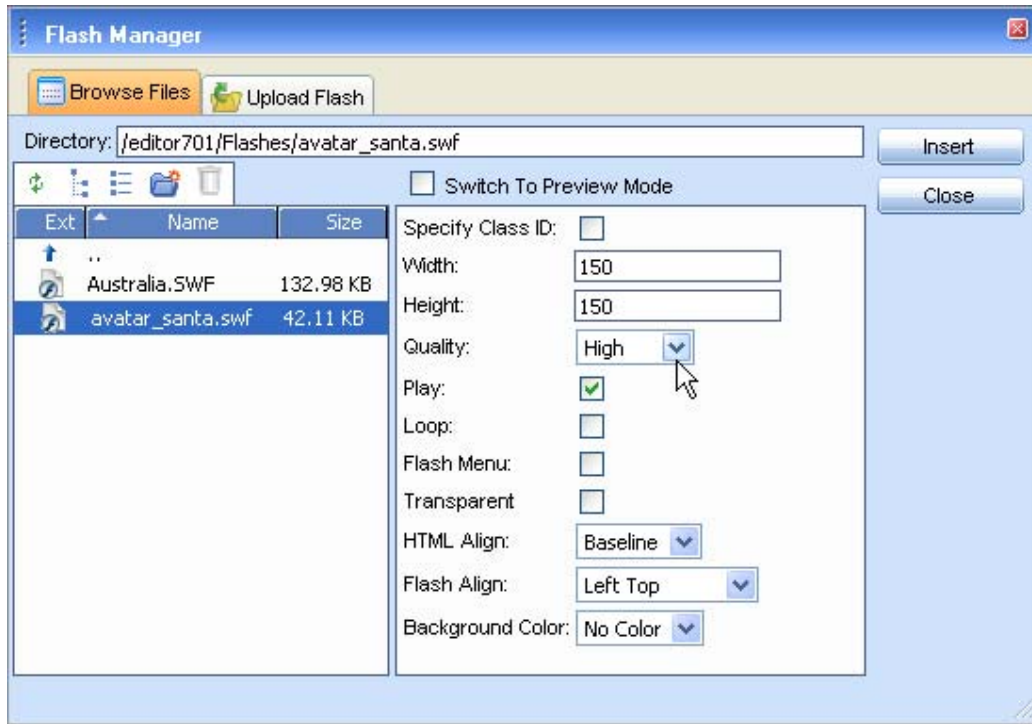 Flash Manager
Browse Files Upload Flash
Directory: /editor701/Flashes/avatar_santa.swf
Insert
Switch To Preview Mode
Close
Ext Name Size
..
Australia.SWF 132.98 KB
avatar_santa.swf 42.11 KB
Specify Class ID:
Width: 150
Height: 150
Quality: High
Play:
Loop:
Flash Menu:
Transparent
HTML Align: Baseline
Flash Align: Left Top
Background Color: No Color